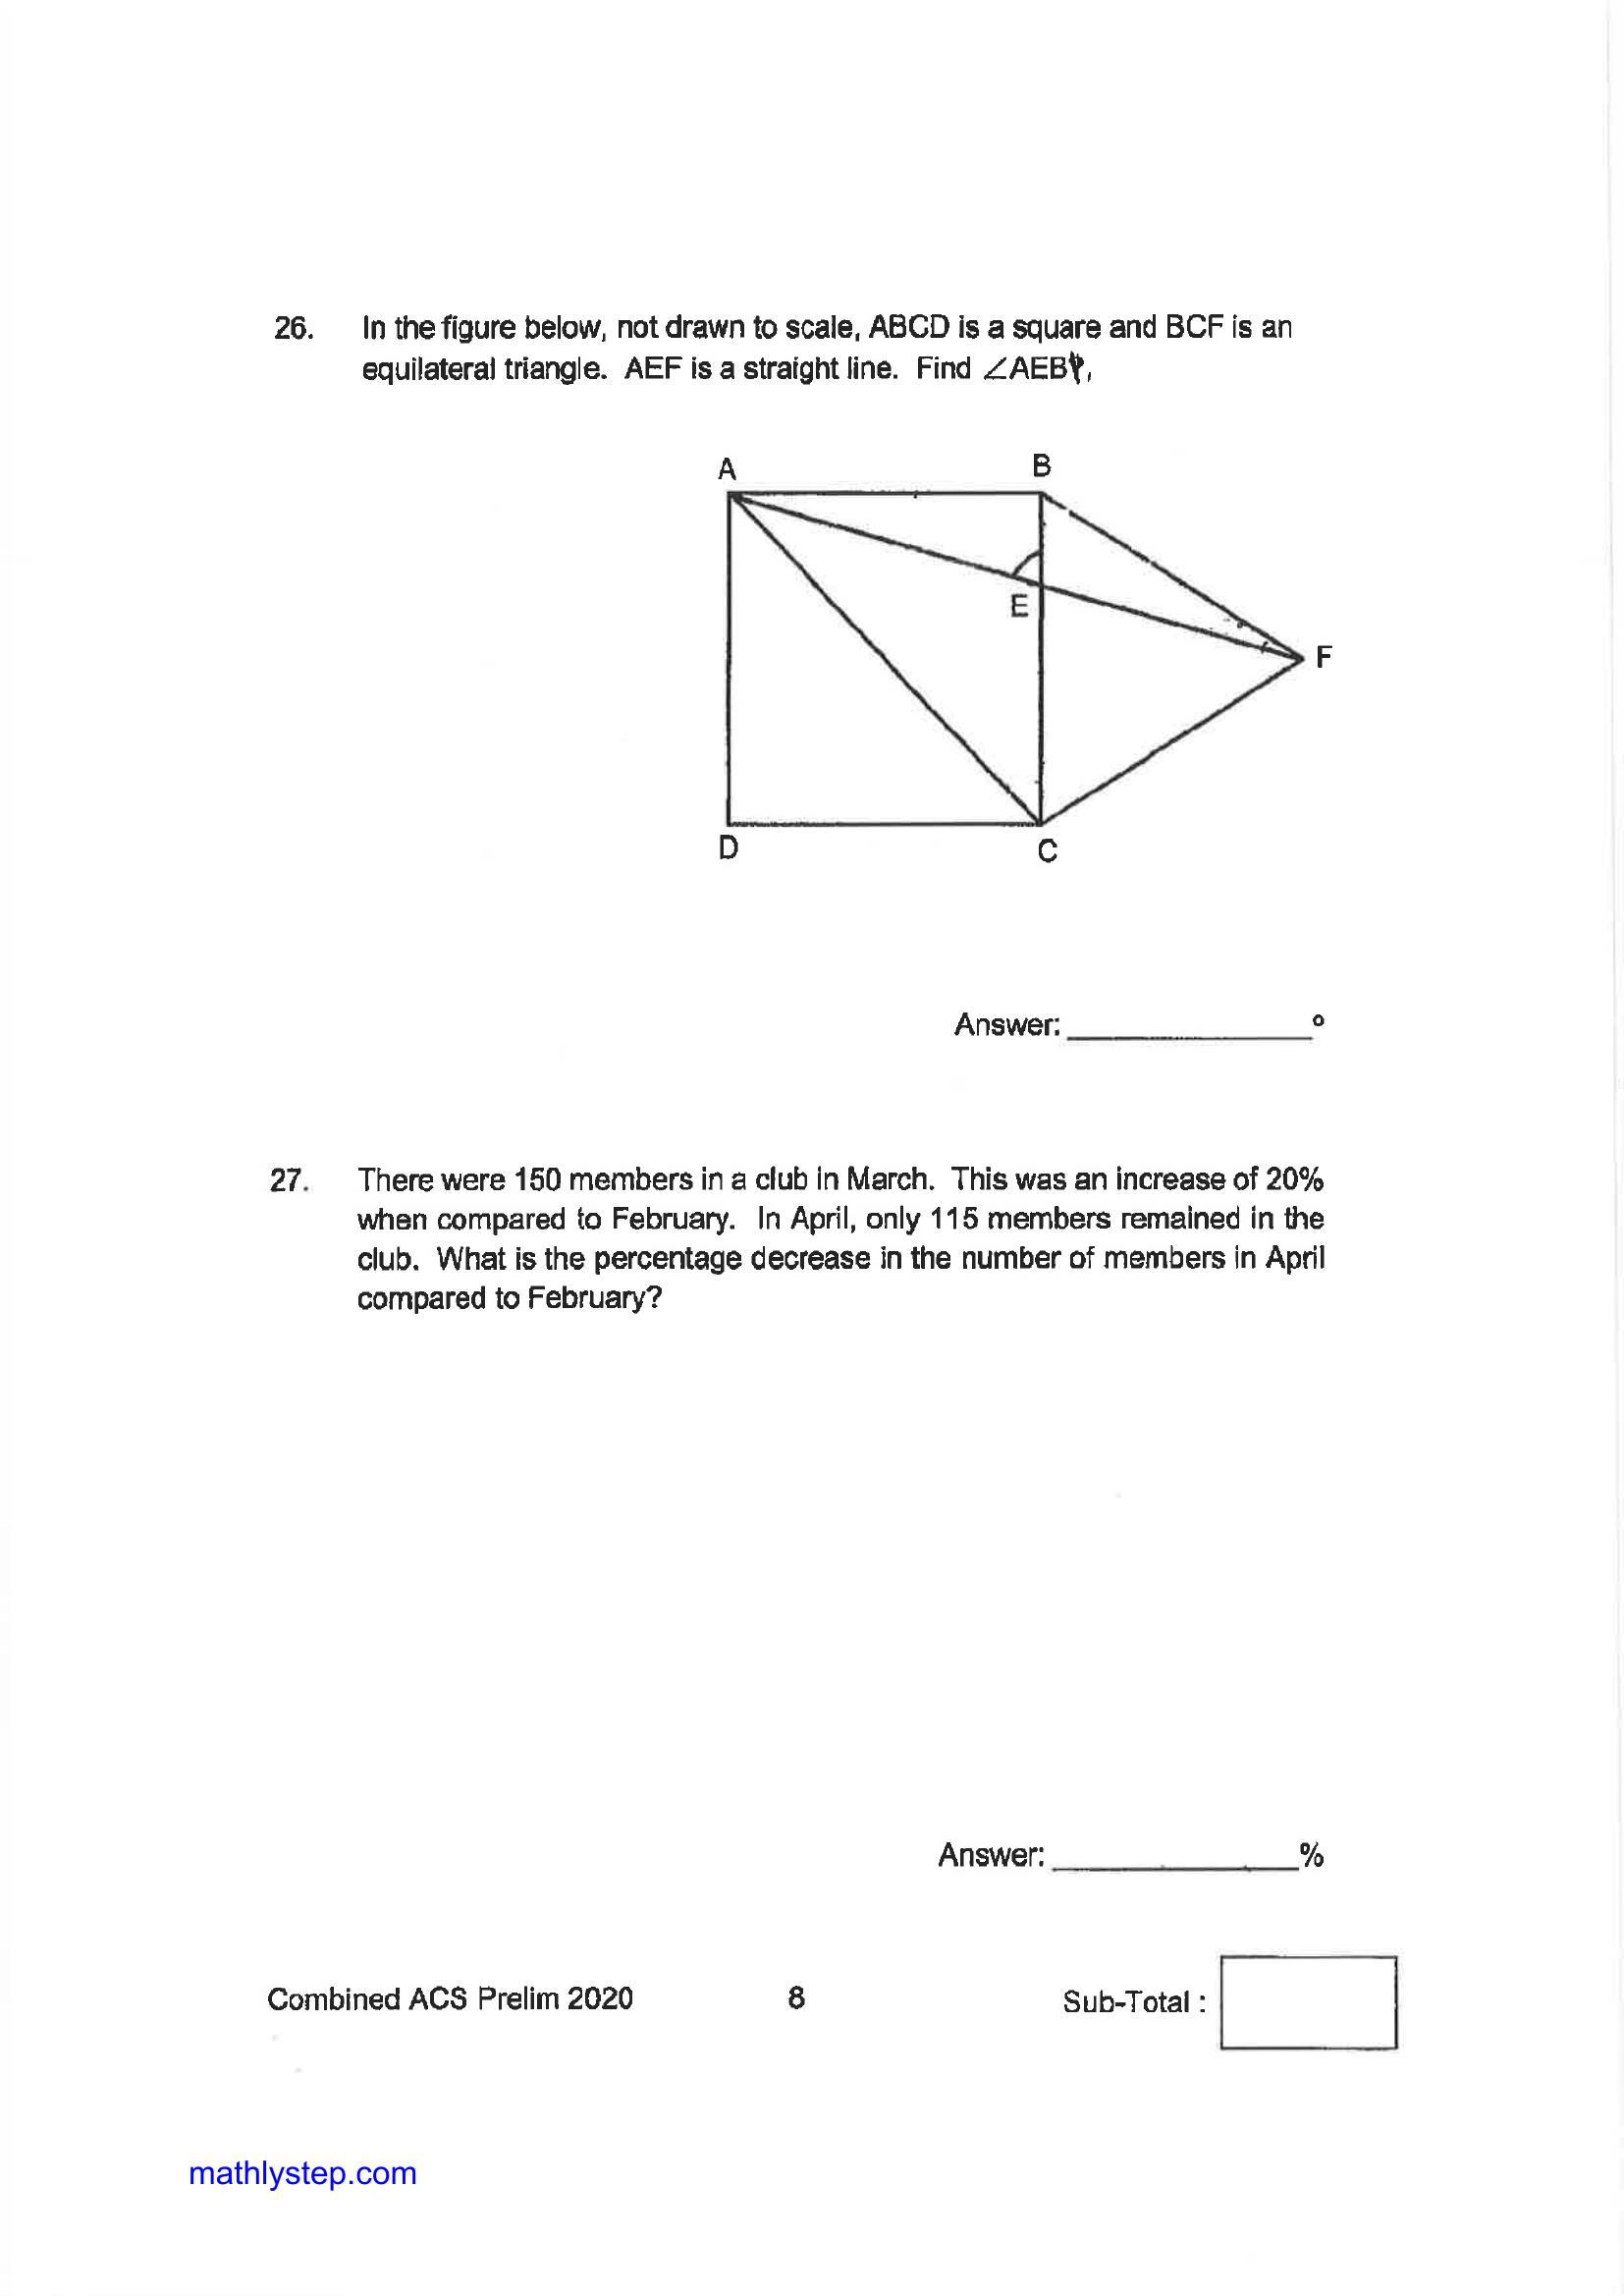 26. In the figure below, not drawn to scale, ABCD is a square and BCF is an
equilateral triangle. AEF is a straight line. Find ∠AEB,
A
B
E
F
D
C
Answer: ______________°
27. There were 150 members in a club in March. This was an increase of 20%
when compared to February. In April, only 115 members remained in the
club. What is the percentage decrease in the number of members in April
compared to February?
Answer: ______________%
Combined ACS Prelim 2020
8
Sub-Total :
mathlystep.com